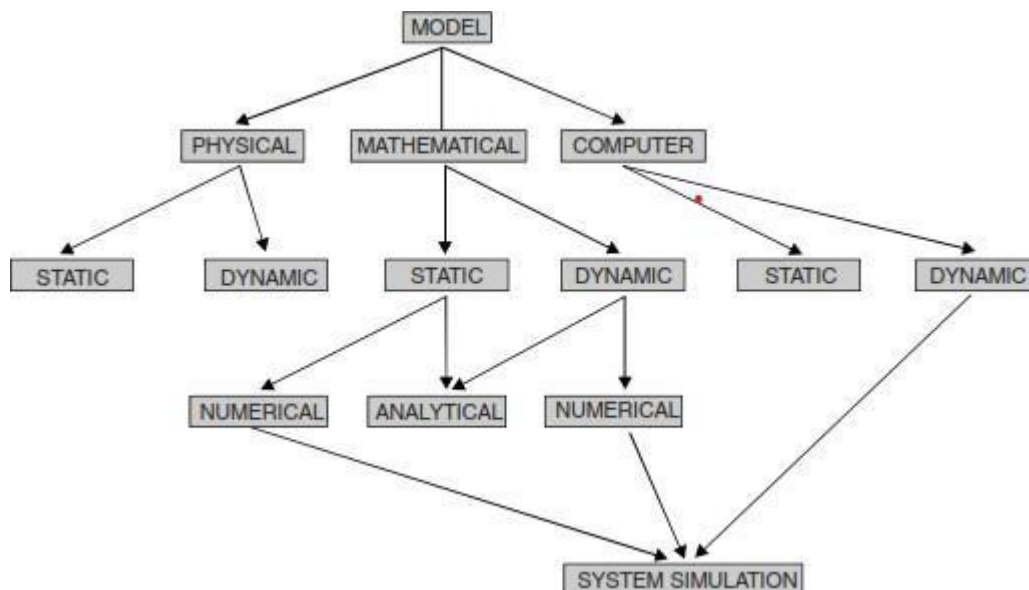 MODEL
PHYSICAL
MATHEMATICAL
COMPUTER
STATIC
DYNAMIC
STATIC
DYNAMIC
STATIC
DYNAMIC
NUMERICAL
ANALYTICAL
NUMERICAL
SYSTEM SIMULATION